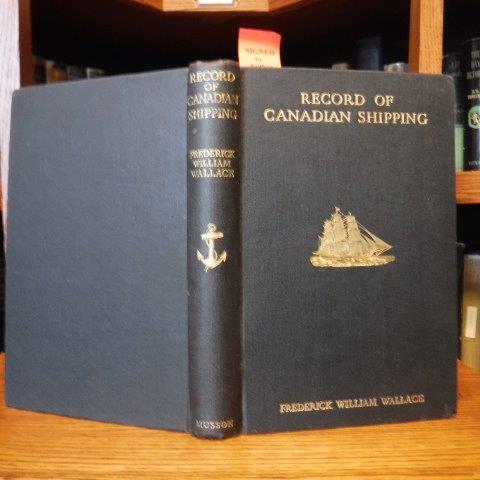 SIGNED
RECORD
OF
CANADIAN
SHIPPING
FREDERICK
WILLIAM
WALLACE
MUSSON
RECORD OF
CANADIAN SHIPPING
FREDERICK WILLIAM WALLACE